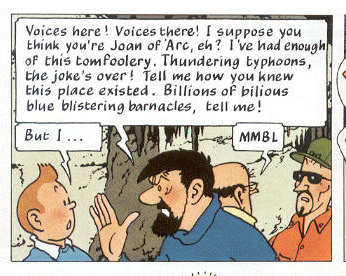 Voices here! Voices there! I suppose you
think you're Joan of Arc, eh? I've had enough
of this tomfoolery. Thundering typhoons,
the joke's over! Tell me how you knew
this place existed. Billions of bilious
blue blistering barnacles, tell me!
But I ...
MMBL